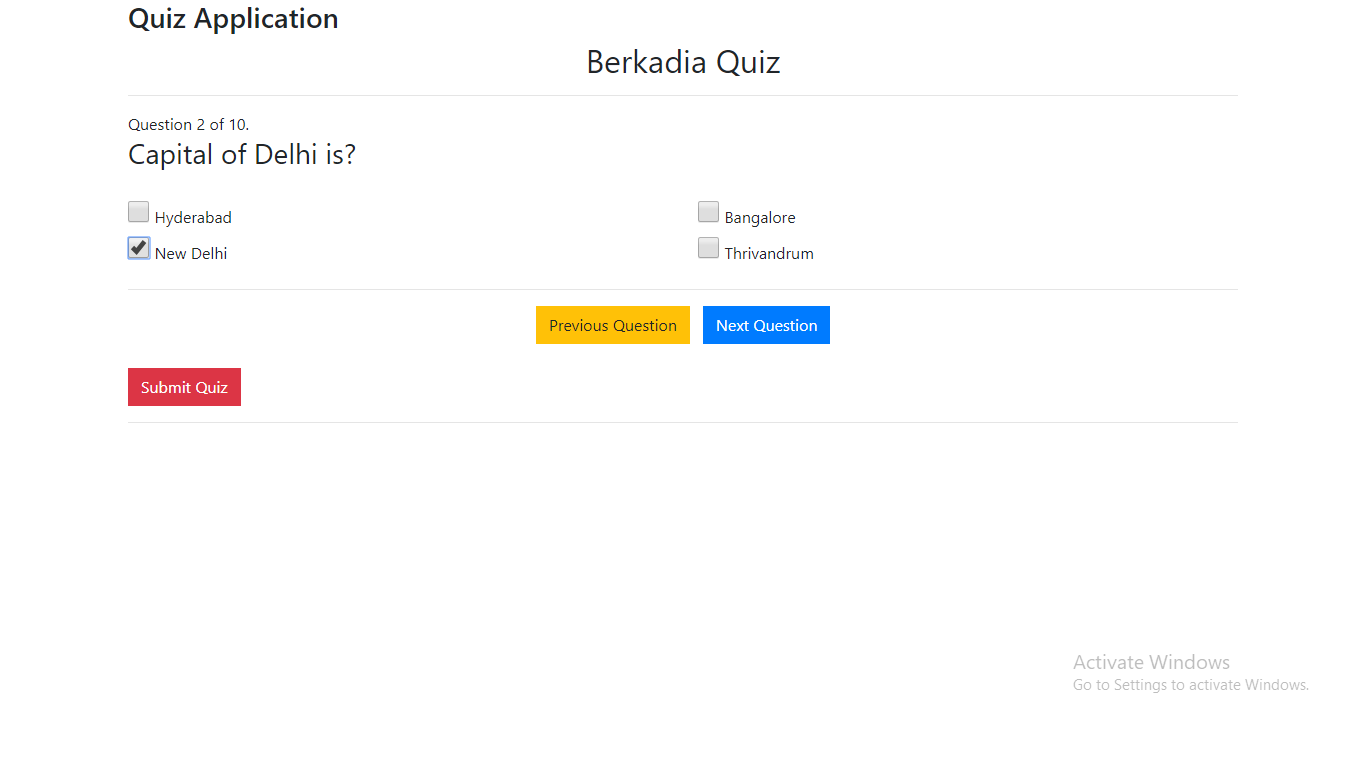 Quiz Application
Berkadia Quiz
Question 2 of 10.
Capital of Delhi is?
Hyderabad
Bangalore
New Delhi
Thrivandrum
Previous Question
Next Question
Submit Quiz
Activate Windows
Go to Settings to activate Windows.